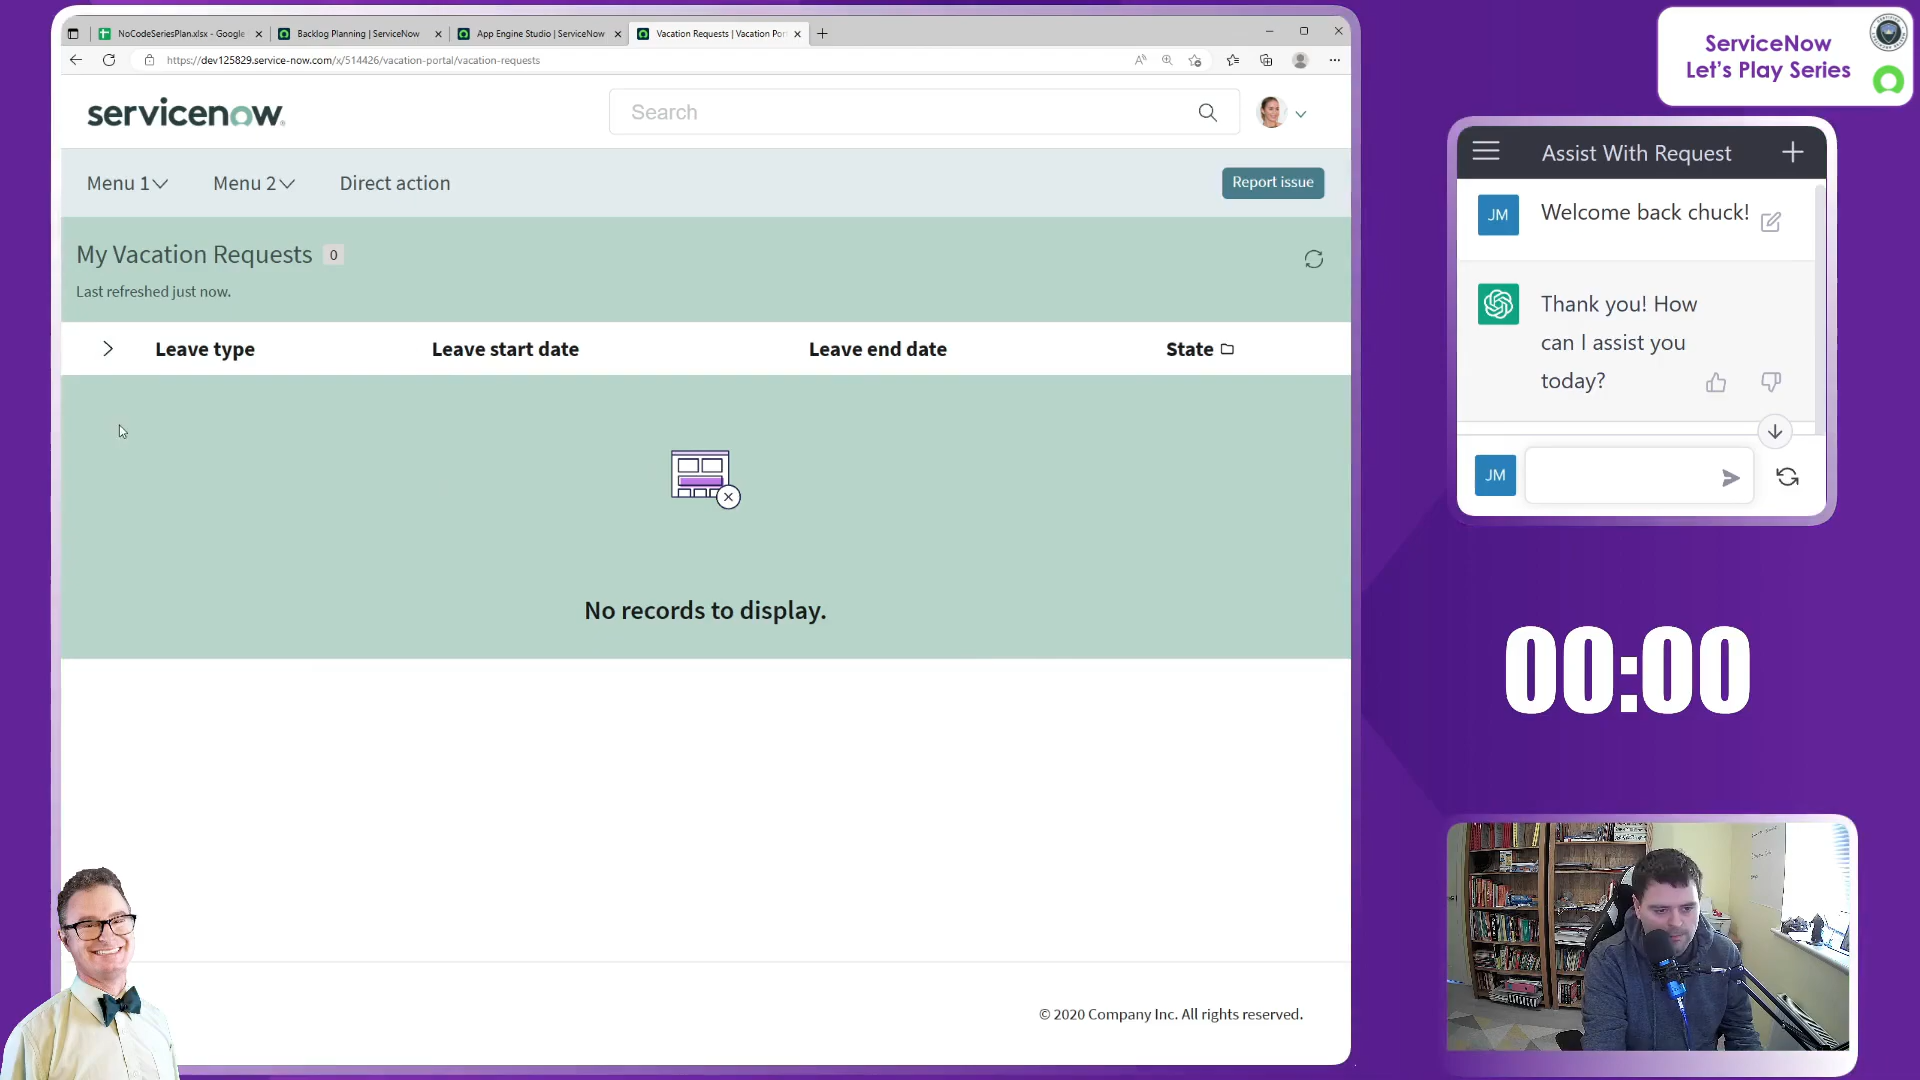 NoCodeSeriesPlan.xlsx - Google
Backlog Planning | ServiceNow
App Engine Studio | ServiceNow
Vacation Requests | Vacation Por
https://dev125829.service-now.com/x/514426/vacation-portal/vacation-requests
servicenow
Search
Menu 1
Menu 2
Direct action
Report issue
My Vacation Requests 0
Last refreshed just now.
Leave type
Leave start date
Leave end date
State
No records to display.
© 2020 Company Inc. All rights reserved.
ServiceNow
Let's Play Series
Assist With Request
JM
Welcome back chuck!
Thank you! How
can I assist you
today?
JM
00:00